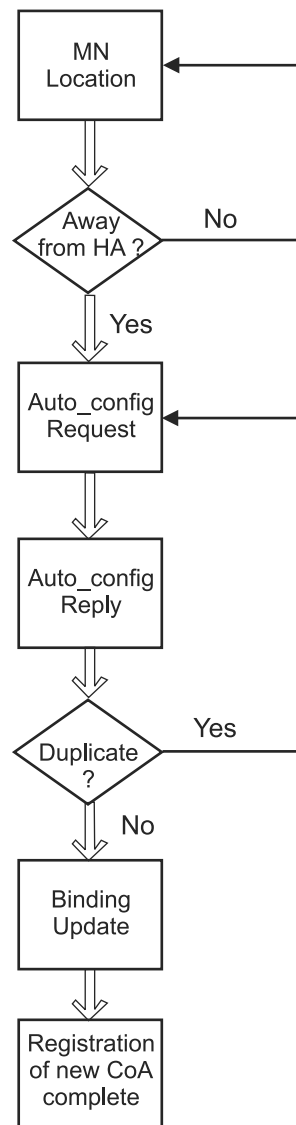 MN
Location
Away
from HA ?
No
Yes
Auto_config
Request
Auto_config
Reply
Duplicate
?
Yes
No
Binding
Update
Registration
of new CoA
complete